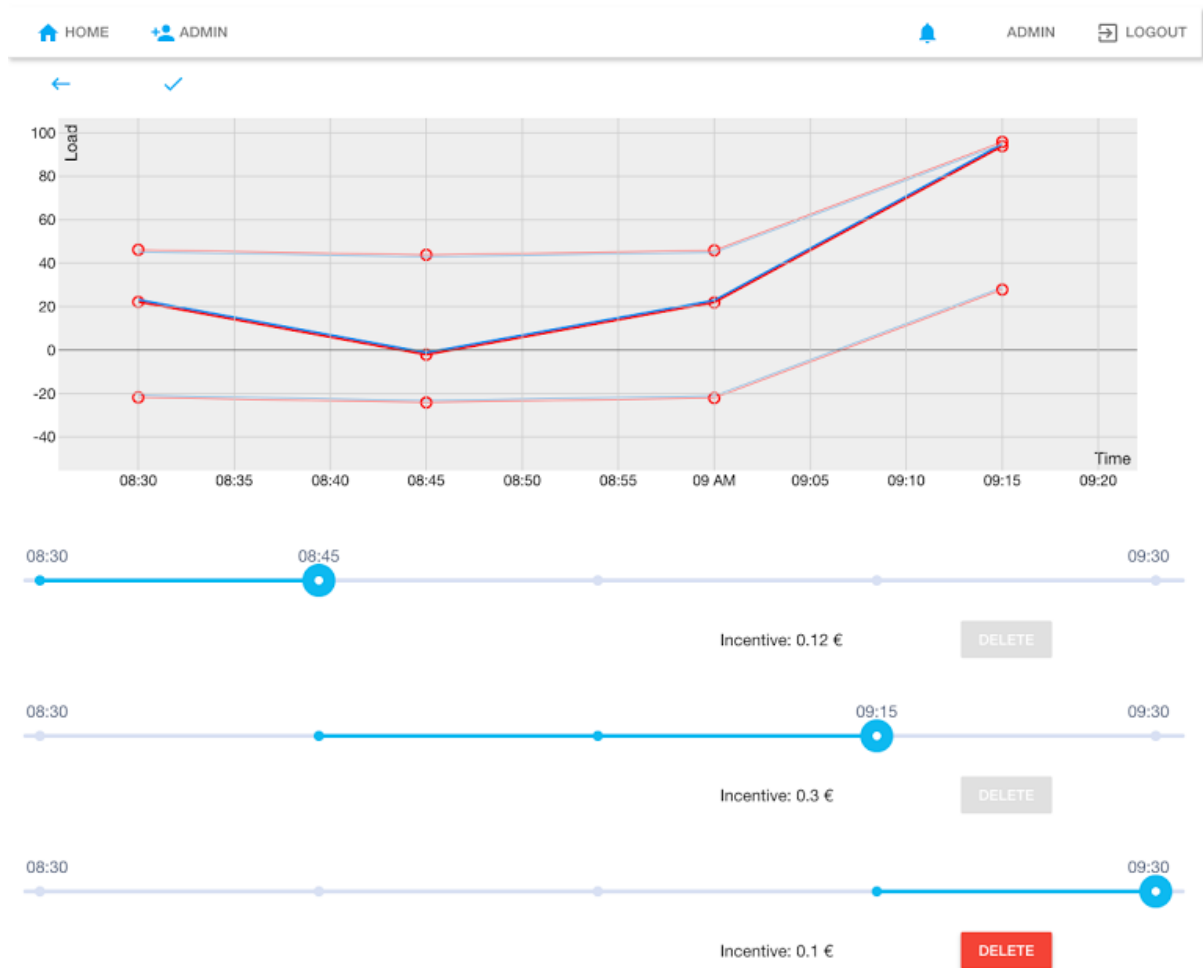 HOME ADMIN ADMIN LOGOUT
Load
100
80
60
40
20
0
-20
-40
Time
08:30 08:35 08:40 08:45 08:50 08:55 09 AM 09:05 09:10 09:15 09:20
08:30 08:45 09:30
Incentive: 0.12 € DELETE
08:30 09:15 09:30
Incentive: 0.3 € DELETE
08:30 09:30
Incentive: 0.1 € DELETE